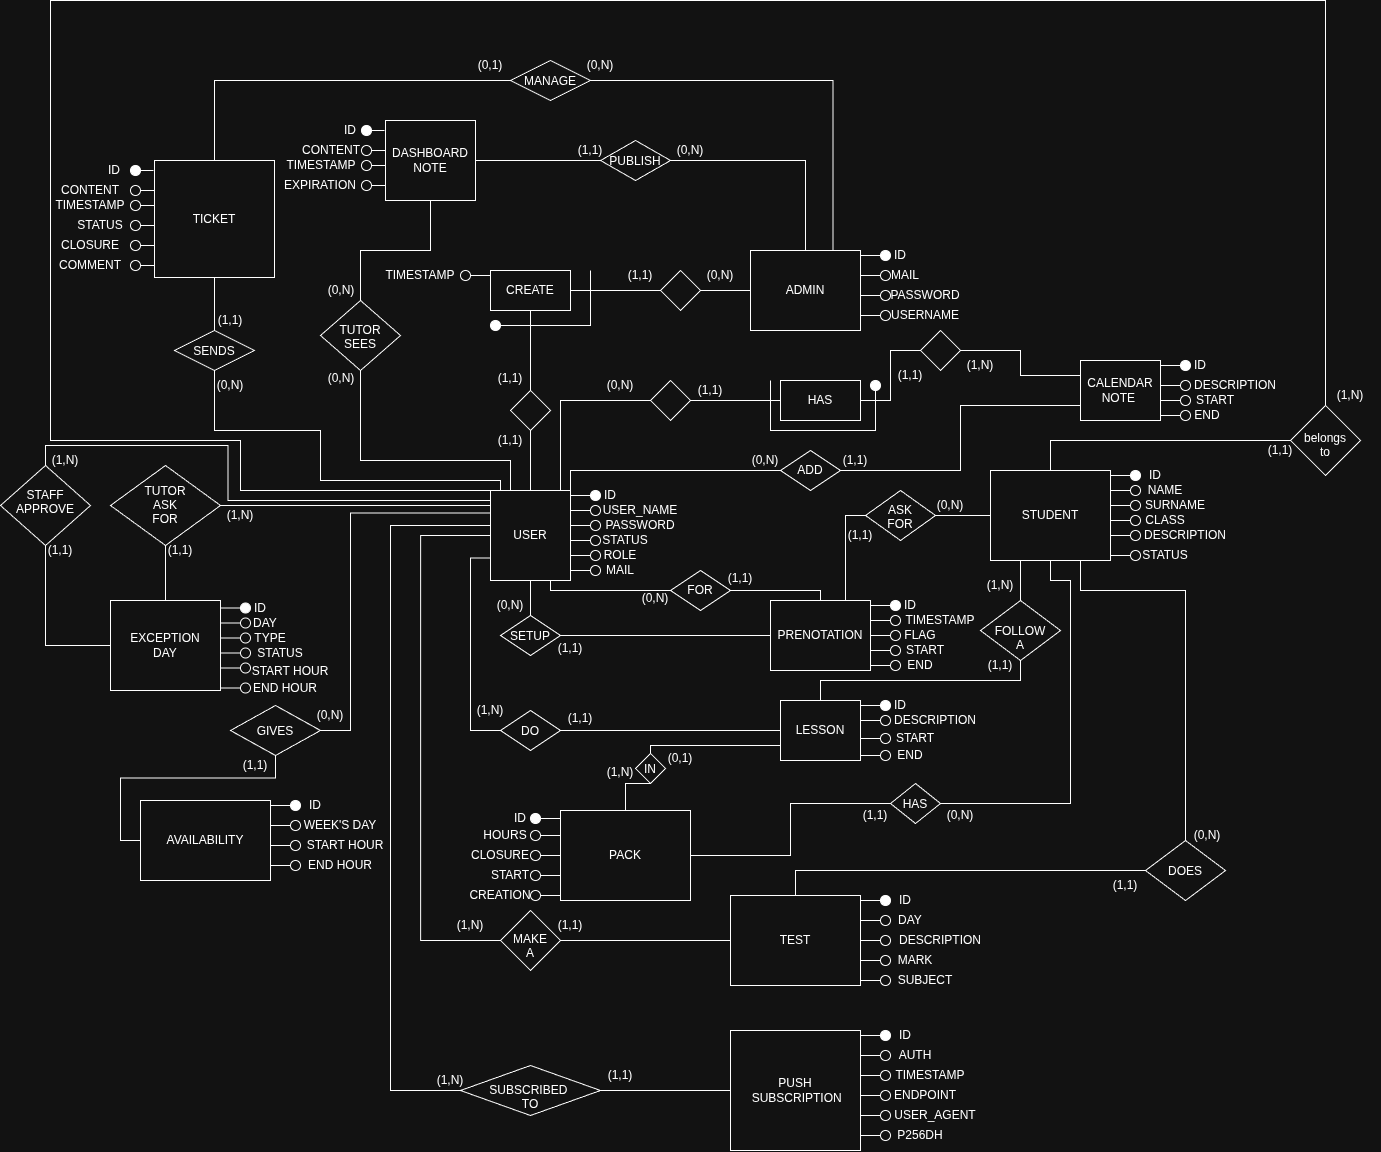 (0,1)
MANAGE
(0,N)
ID
CONTENT
TIMESTAMP
EXPIRATION
DASHBOARD
NOTE
(1,1)
PUBLISH
(0,N)
ID
CONTENT
TIMESTAMP
STATUS
CLOSURE
COMMENT
TICKET
TIMESTAMP
CREATE
(1,1)
(0,N)
ADMIN
ID
MAIL
PASSWORD
USERNAME
(1,1)
SENDS
(0,N)
(0,N)
TUTOR
SEES
(0,N)
(1,1)
(1,1)
(0,N)
(1,1)
HAS
(1,1)
(1,N)
CALENDAR
NOTE
ID
DESCRIPTION
START
END
(1,N)
belongs
to
(1,1)
(1,N)
STAFF
APPROVE
(1,1)
TUTOR
ASK
FOR
(1,N)
(1,1)
(0,N)
ADD
(1,1)
USER
ID
USER_NAME
PASSWORD
STATUS
ROLE
MAIL
ASK
FOR
(0,N)
(1,1)
STUDENT
ID
NAME
SURNAME
CLASS
DESCRIPTION
STATUS
(0,N)
SETUP
(1,1)
(0,N)
FOR
(1,1)
PRENOTATION
ID
TIMESTAMP
FLAG
START
END
(1,N)
FOLLOW
A
(1,1)
EXCEPTION
DAY
ID
DAY
TYPE
STATUS
START HOUR
END HOUR
GIVES
(0,N)
(1,1)
(1,N)
DO
(1,1)
LESSON
ID
DESCRIPTION
START
END
(1,N)
IN
(0,1)
AVAILABILITY
ID
WEEK'S DAY
START HOUR
END HOUR
ID
HOURS
CLOSURE
START
CREATION
PACK
(1,1)
HAS
(0,N)
(0,N)
DOES
(1,1)
(1,N)
MAKE
A
(1,1)
TEST
ID
DAY
DESCRIPTION
MARK
SUBJECT
(1,N)
SUBSCRIBED
TO
(1,1)
PUSH
SUBSCRIPTION
ID
AUTH
TIMESTAMP
ENDPOINT
USER_AGENT
P256DH